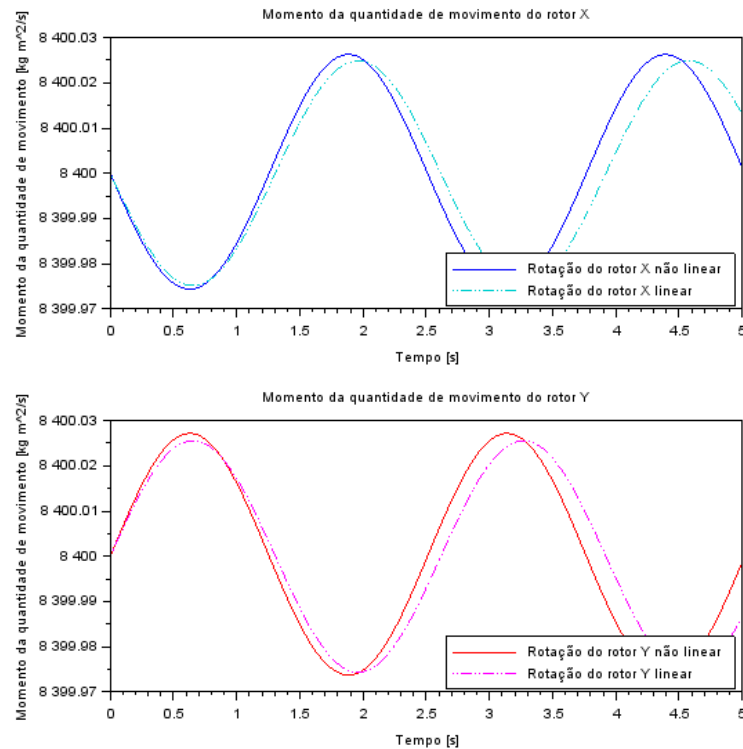 Momento da quantidade de movimento do rotor X
Momento da quantidade de movimento [kg m^2/s]
8 400.03
8 400.02
8 400.01
8 400
8 399.99
8 399.98
8 399.98
8 399.97
0 0.5 1 1.5 2 2.5 3 3.5 4 4.5 5
Tempo [s]
Rotação do rotor X não linear
Rotação do rotor X linear
Momento da quantidade de movimento do rotor Y
Momento da quantidade de movimento [kg m^2/s]
8 400.03
8 400.02
8 400.01
8 400
8 399.99
8 399.98
8 399.97
0 0.5 1 1.5 2 2.5 3 3.5 4 4.5 5
Tempo [s]
Rotação do rotor Y não linear
Rotação do rotor Y linear